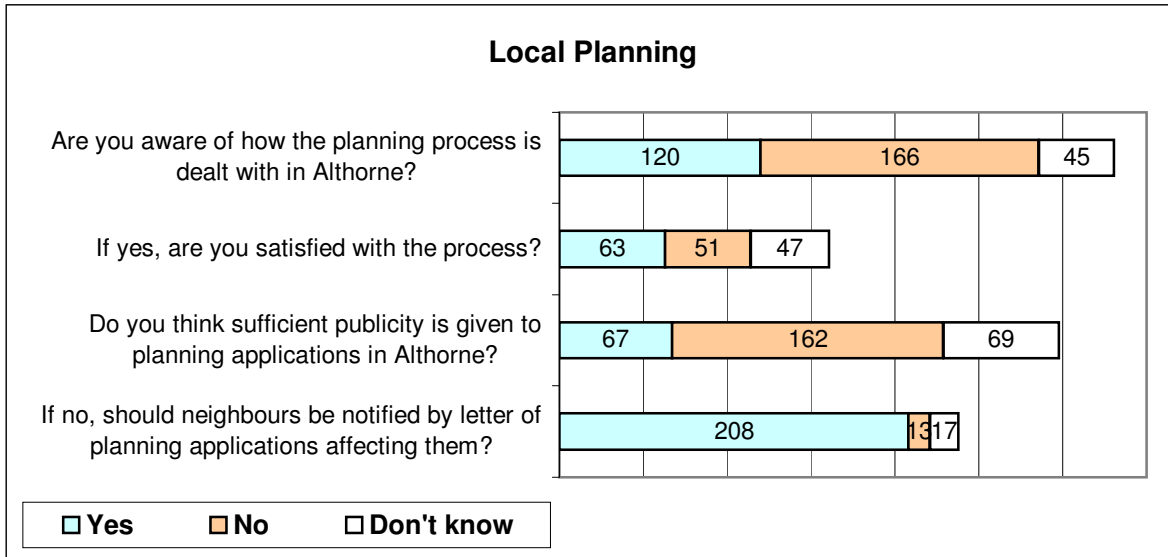 Local Planning
Are you aware of how the planning process is
dealt with in Althorne?
120 166 45
If yes, are you satisfied with the process?
63 51 47
Do you think sufficient publicity is given to
planning applications in Althorne?
67 162 69
If no, should neighbours be notified by letter of
planning applications affecting them?
208 13 17
Yes No Don't know